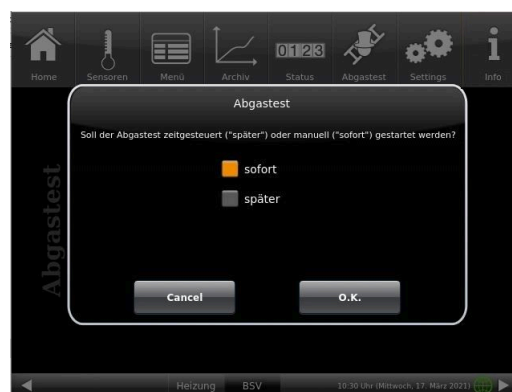 Home Sensoren Menü Archiv Status Abgastest Settings Info
0123
Abgastest
Soll der Abgastest zeitgesteuert ("später") oder manuell ("sofort") gestartet werden?
sofort
später
Abgastest
Cancel O.K.
Heizung BSV 10:30 Uhr (Mittwoch, 17. März 2021)